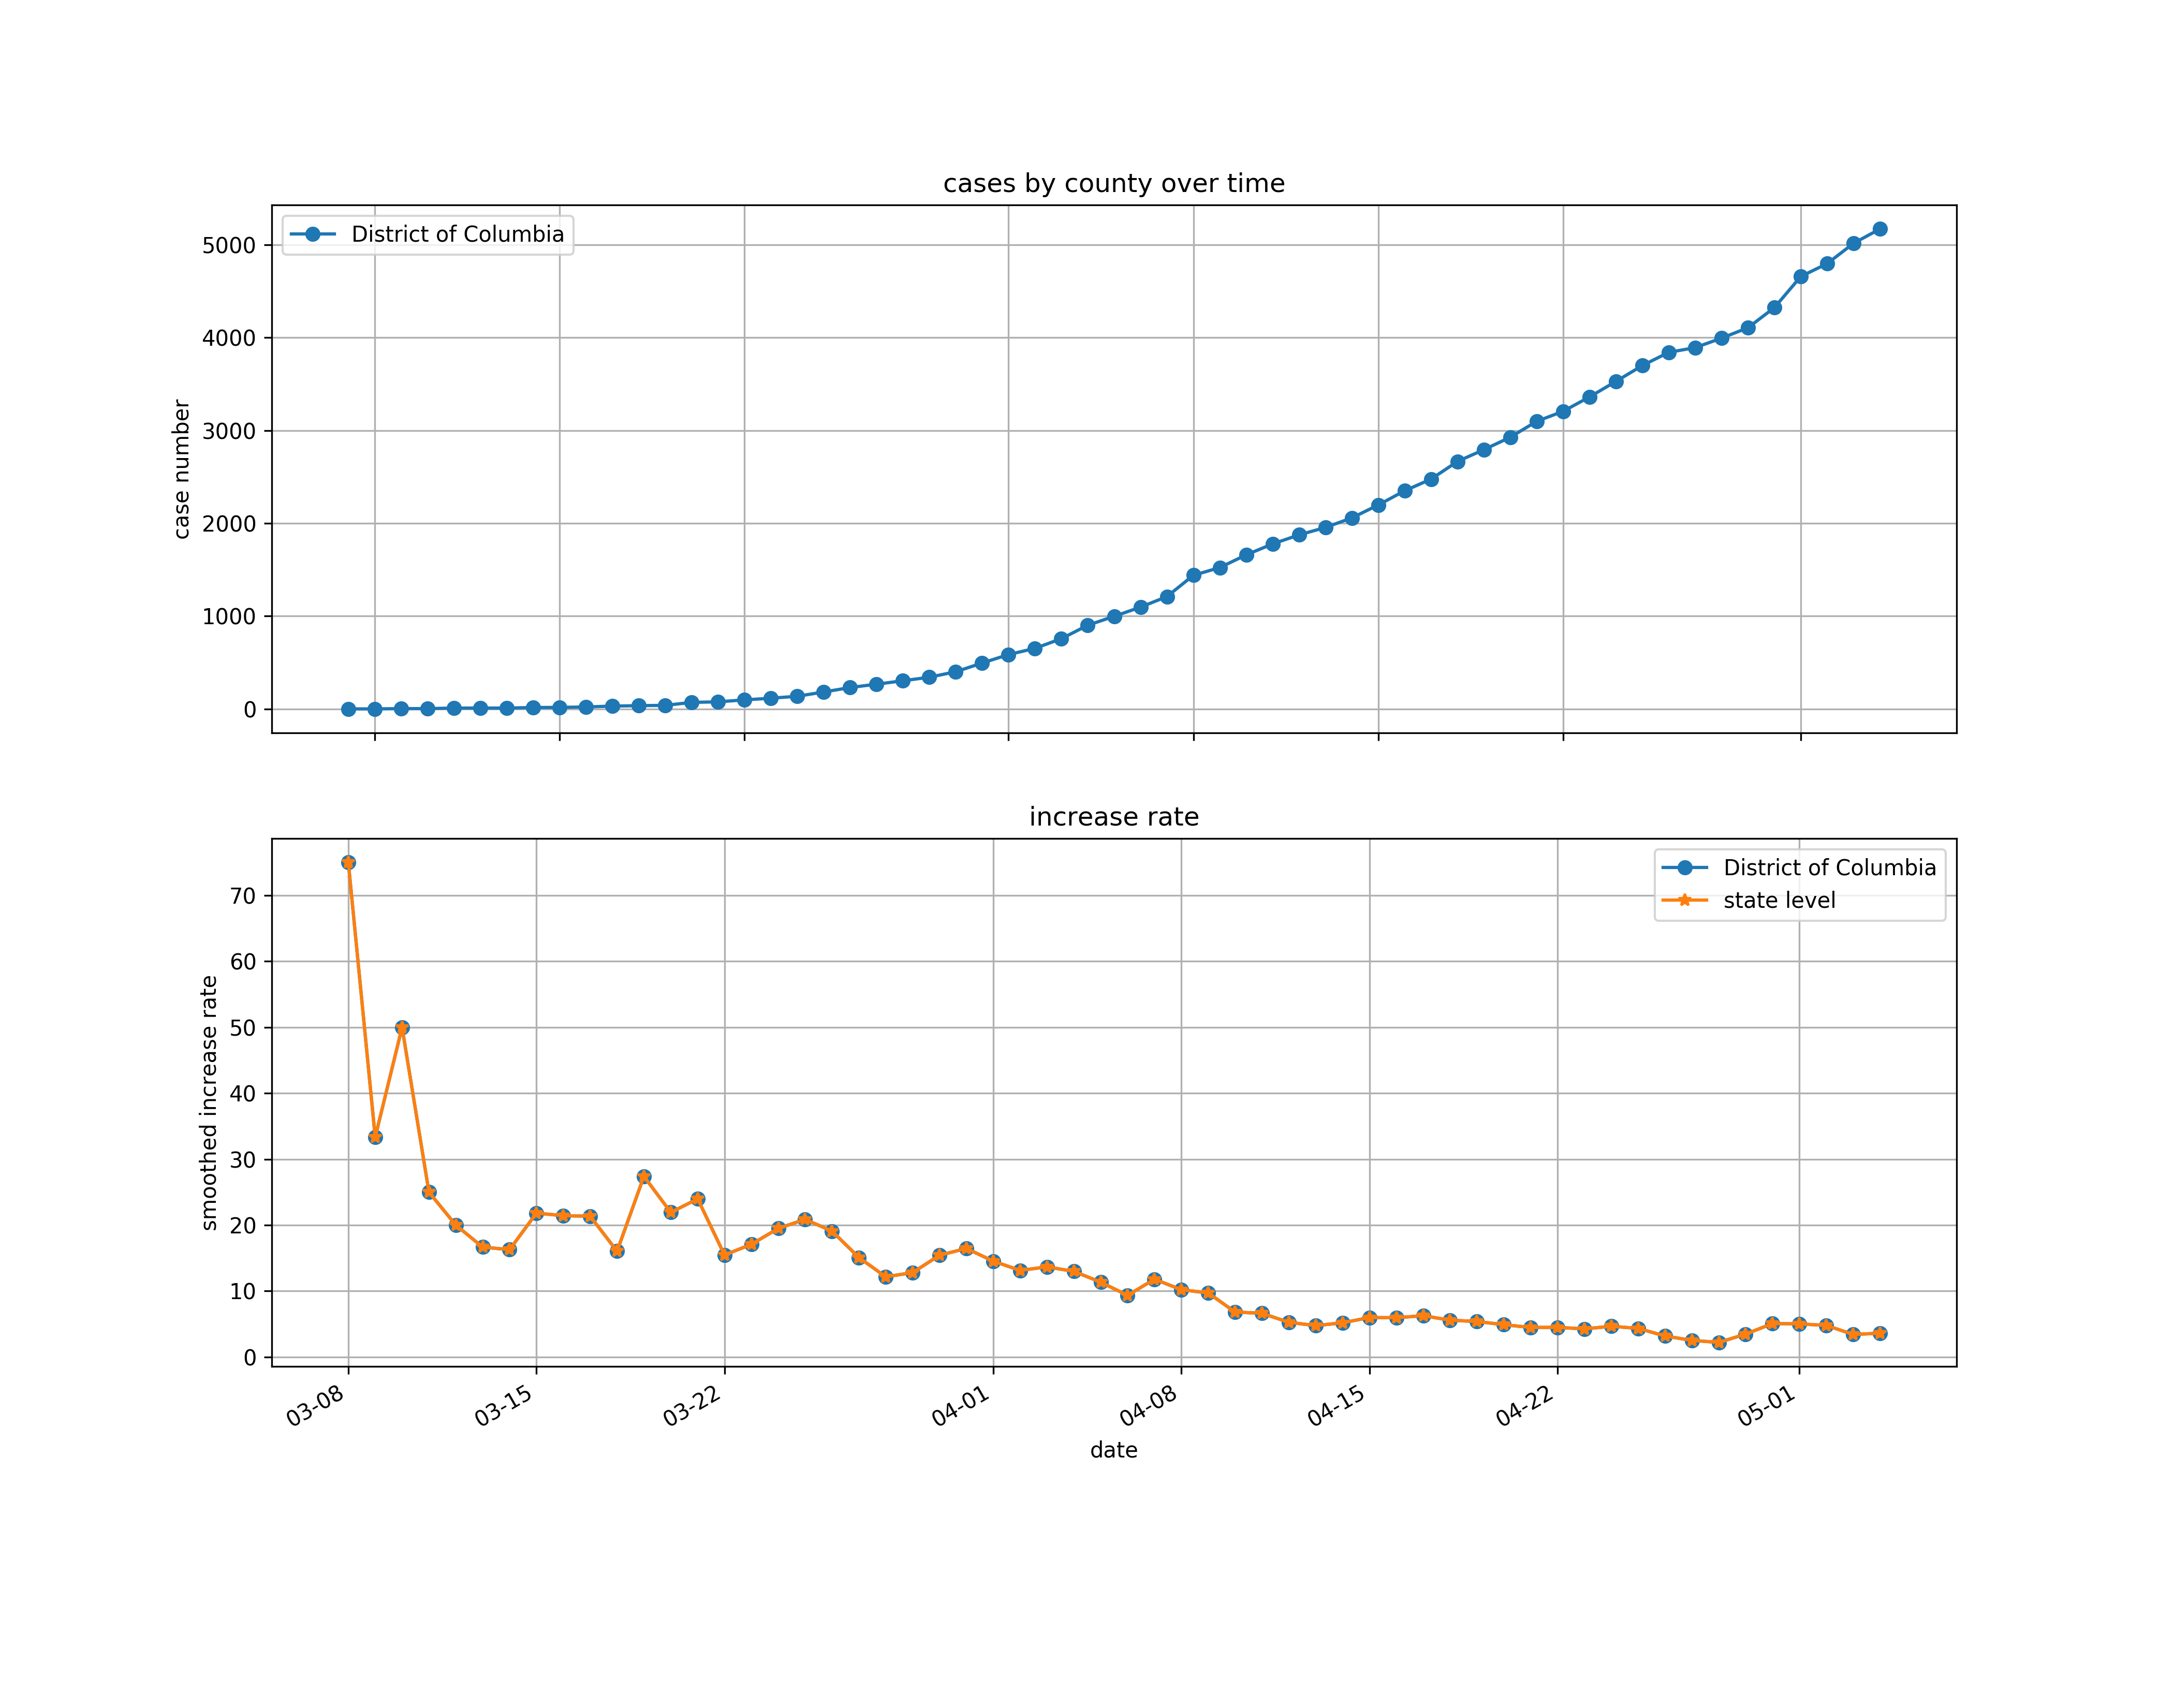 cases by county over time
District of Columbia
5000
4000
3000
2000
1000
0
case number
increase rate
District of Columbia
state level
70
60
50
40
30
20
10
0
smoothed increase rate
03-08 03-15 03-22 04-01 04-08 04-15 04-22 05-01
date